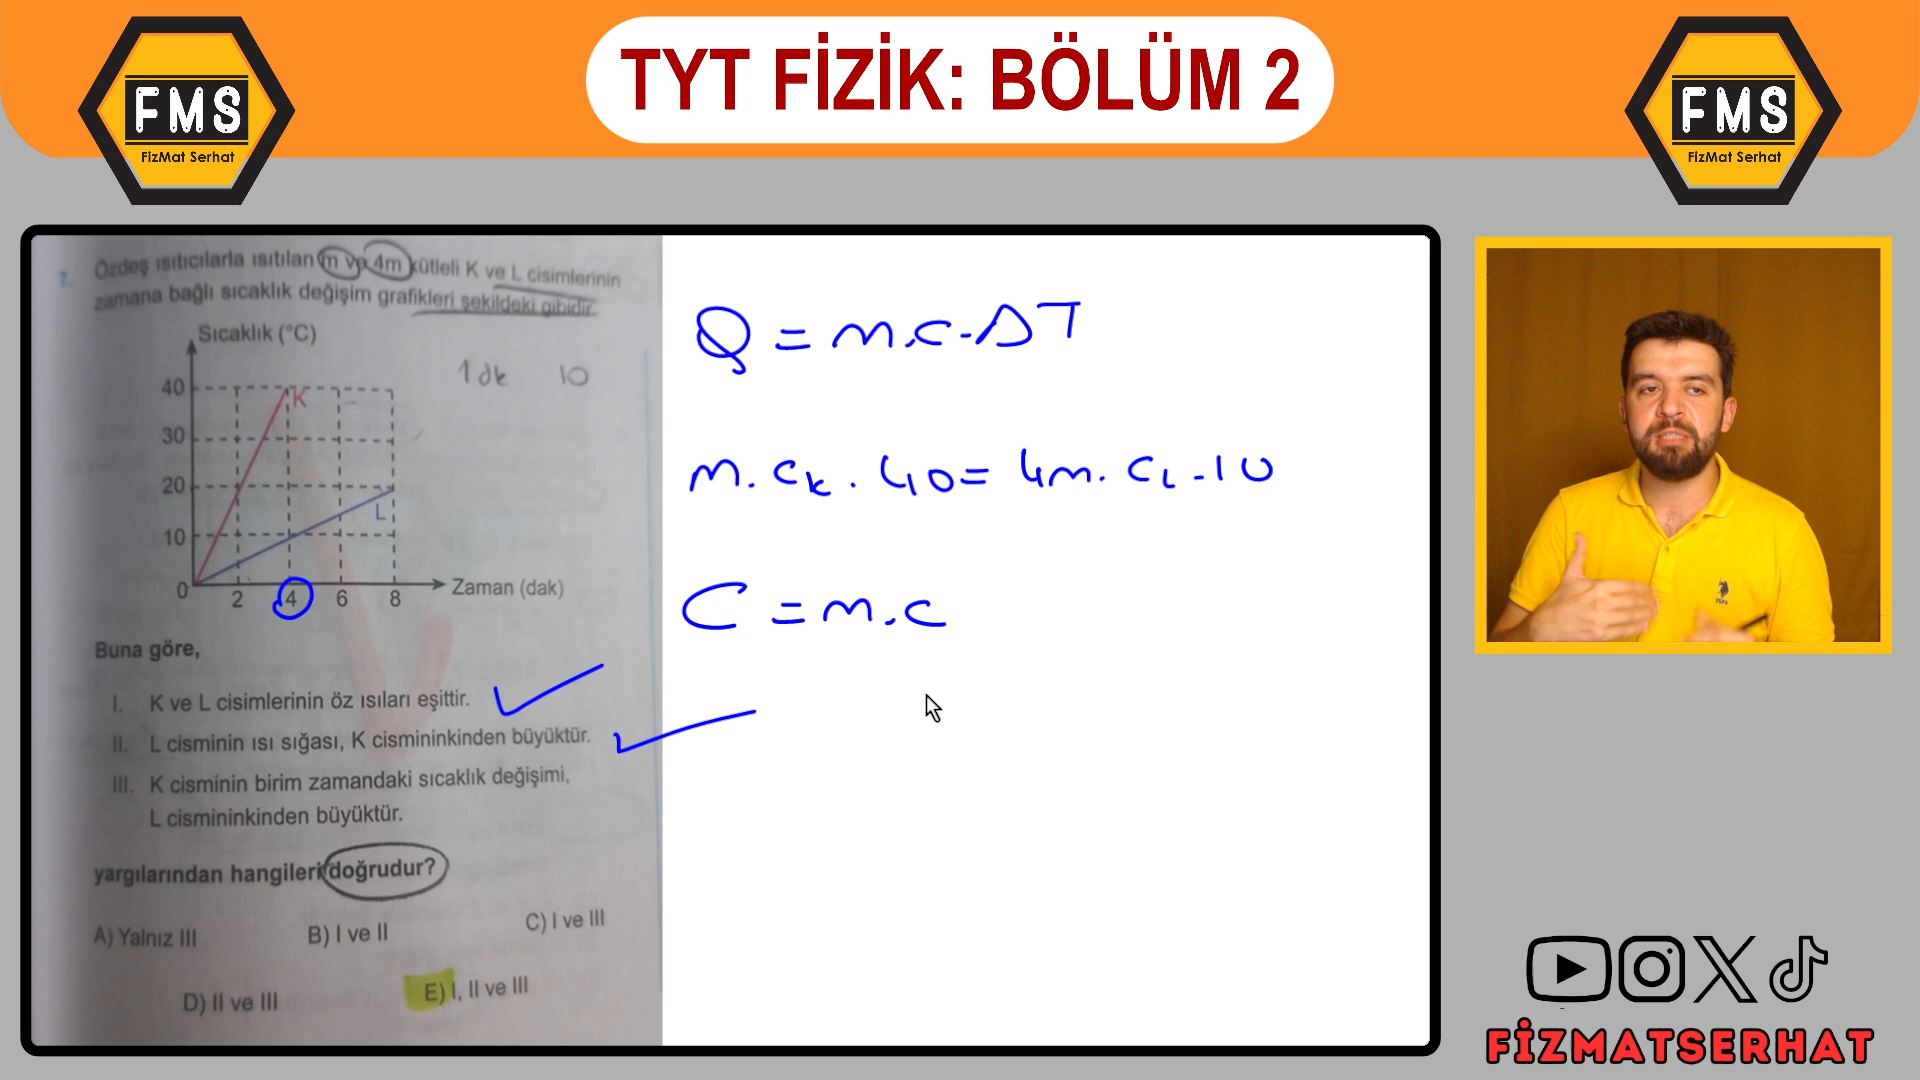 TYT FİZİK: BÖLÜM 2
FMS
FizMat Serhat
FMS
FizMat Serhat
7. Özdeş ısıtıcılarla ısıtılan m ve 4m kütleli K ve L cisimlerinin
zamana bağlı sıcaklık değişim grafikleri şekildeki gibidir.
Sıcaklık (°C)
1 dk 10
40
K
30
20
L
10
0
2 4 6 8
Zaman (dak)
Buna göre,
I. K ve L cisimlerinin öz ısıları eşittir.
II. L cisminin ısı sığası, K cismininkinden büyüktür.
III. K cisminin birim zamandaki sıcaklık değişimi,
L cismininkinden büyüktür.
yargılarından hangileri doğrudur?
A) Yalnız III
B) I ve II
C) I ve III
D) II ve III
E) I, II ve III
Q = m.c.ΔT
m.cK.40 = 4m.cL.10
C = m.c
FİZMATSERHAT